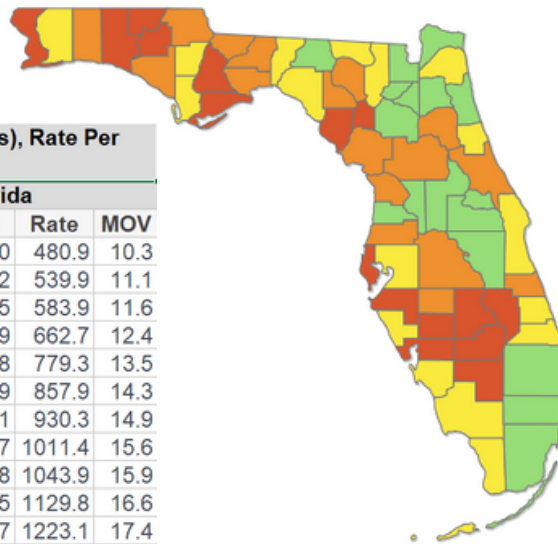 s), Rate Per
ida
Rate MOV
0 480.9 10.3
2 539.9 11.1
5 583.9 11.6
9 662.7 12.4
8 779.3 13.5
9 857.9 14.3
1 930.3 14.9
7 1011.4 15.6
8 1043.9 15.9
5 1129.8 16.6
7 1223.1 17.4